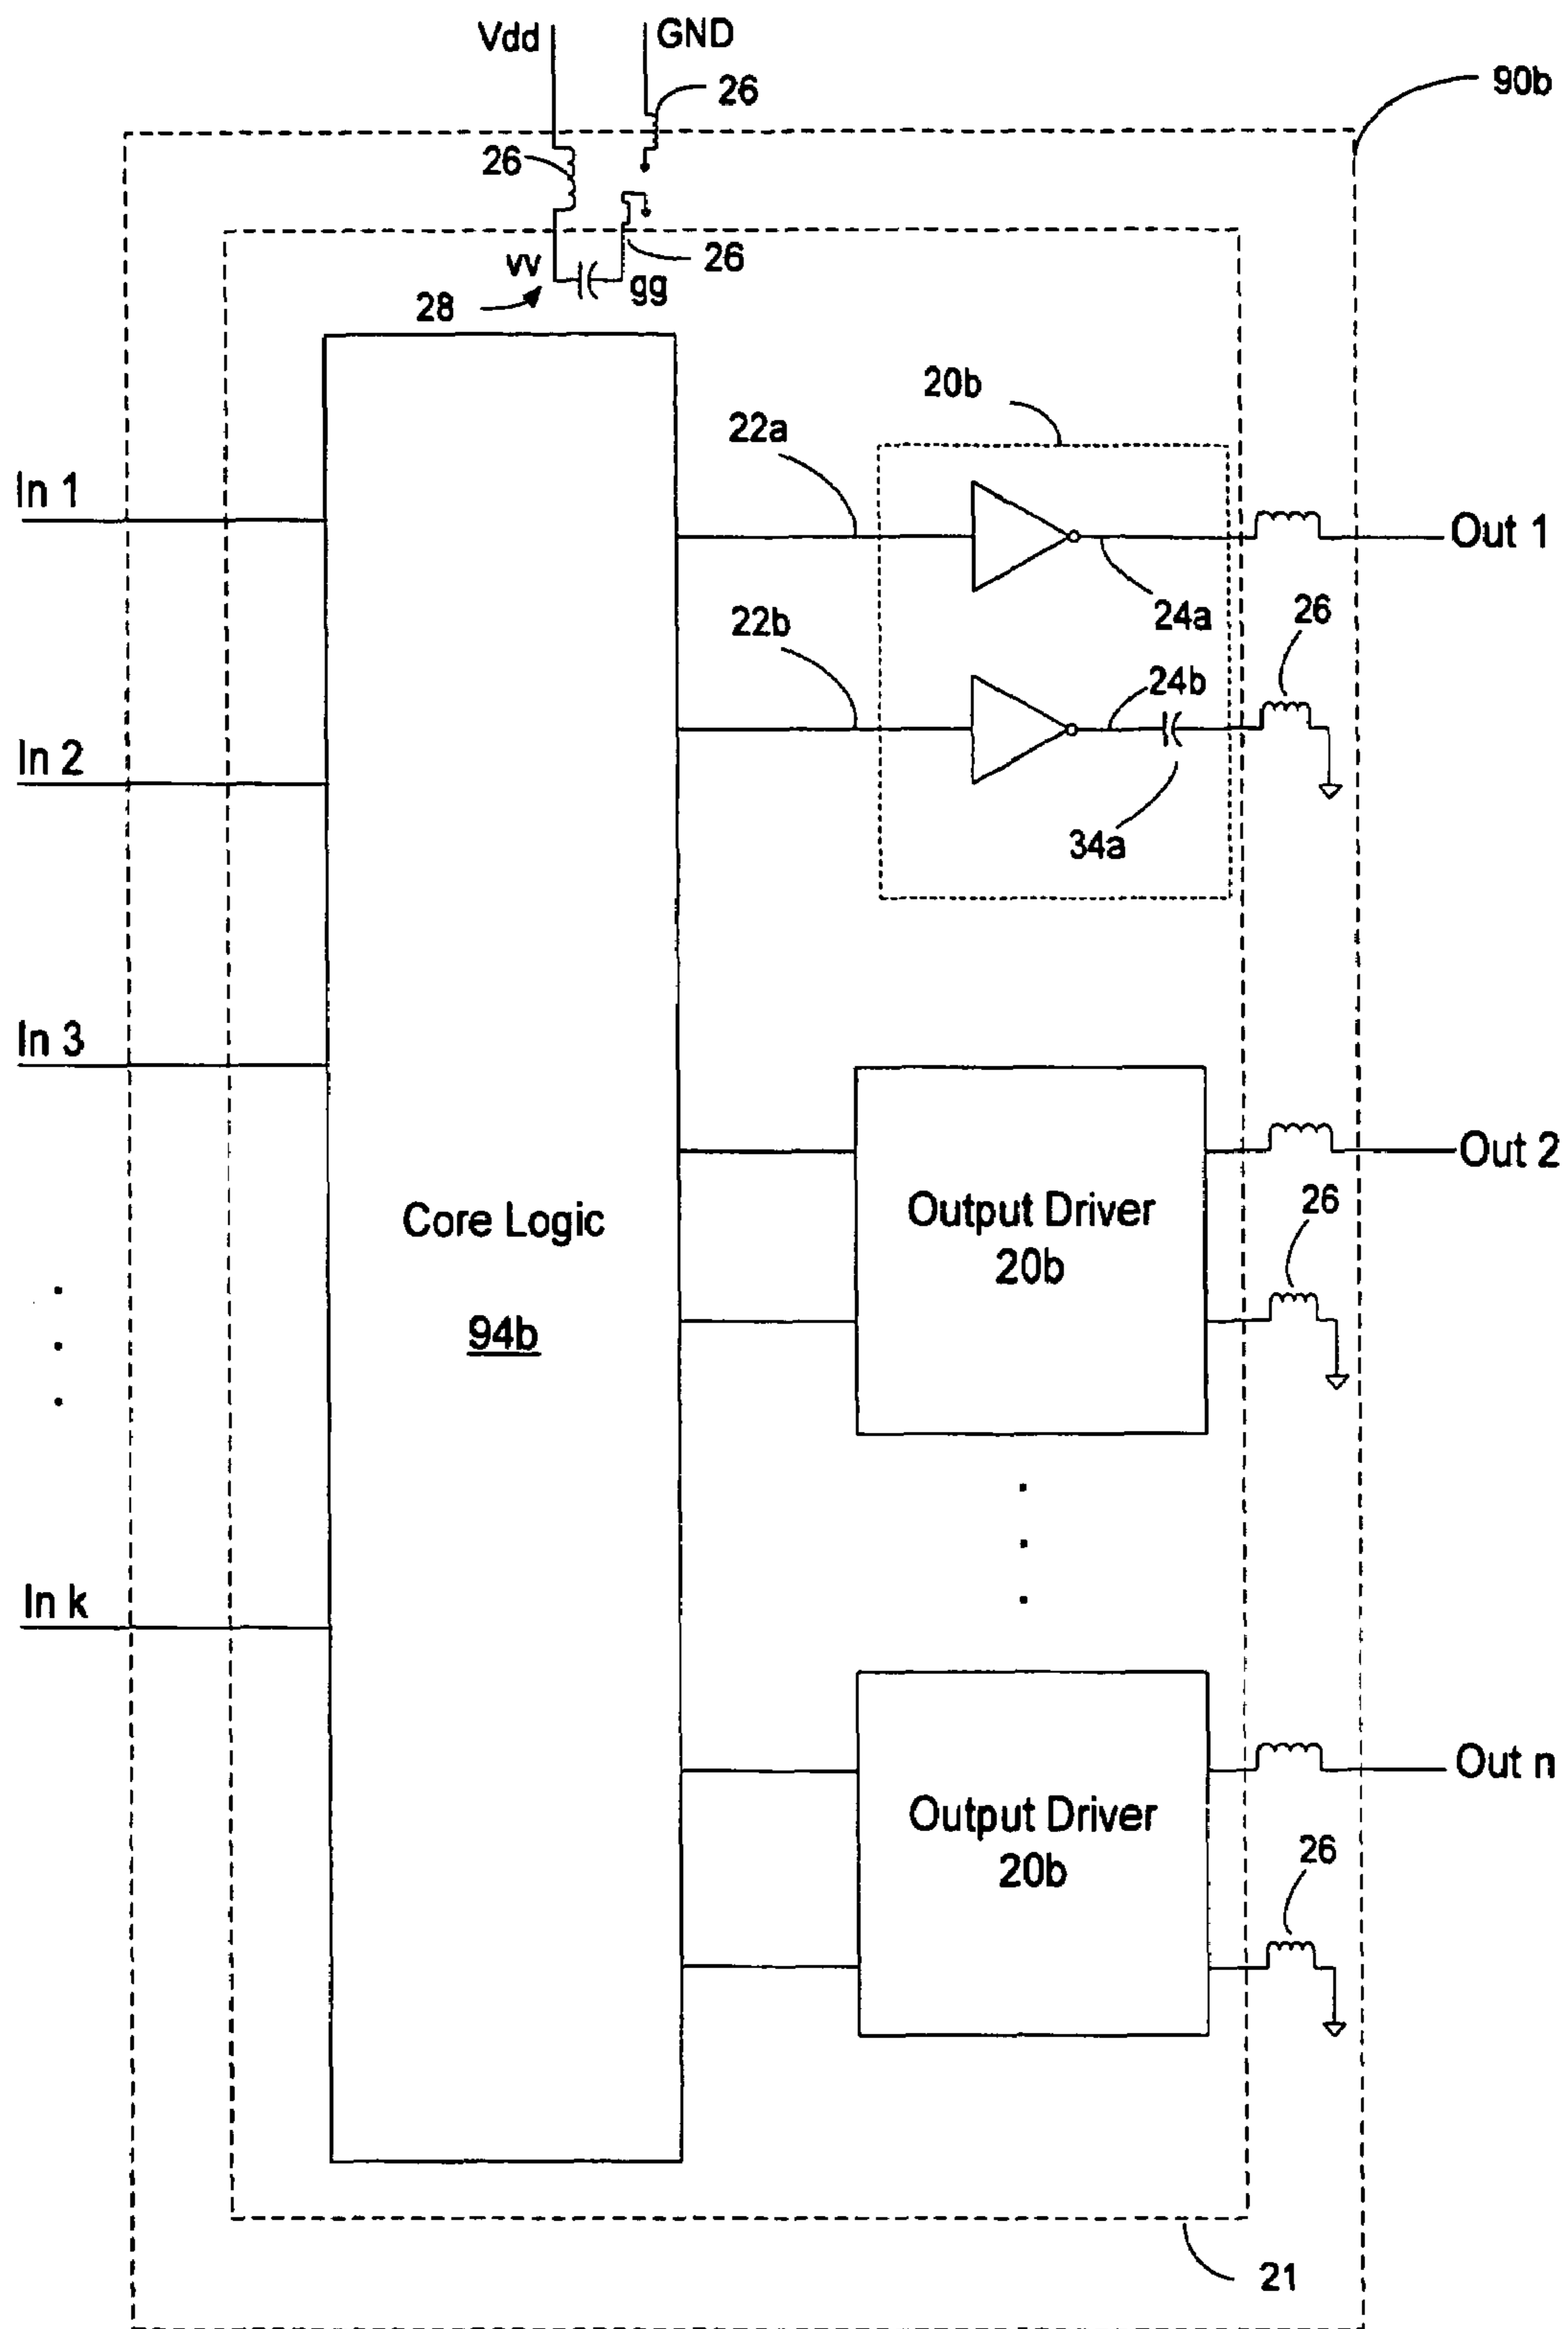 Vdd
GND
26
90b
26
vv
26
28
gg
20b
22a
In 1
Out 1
24a
26
22b
24b
In 2
34a
In 3
Out 2
Output Driver
20b
26
Core Logic
94b
In k
Out n
Output Driver
20b
26
21